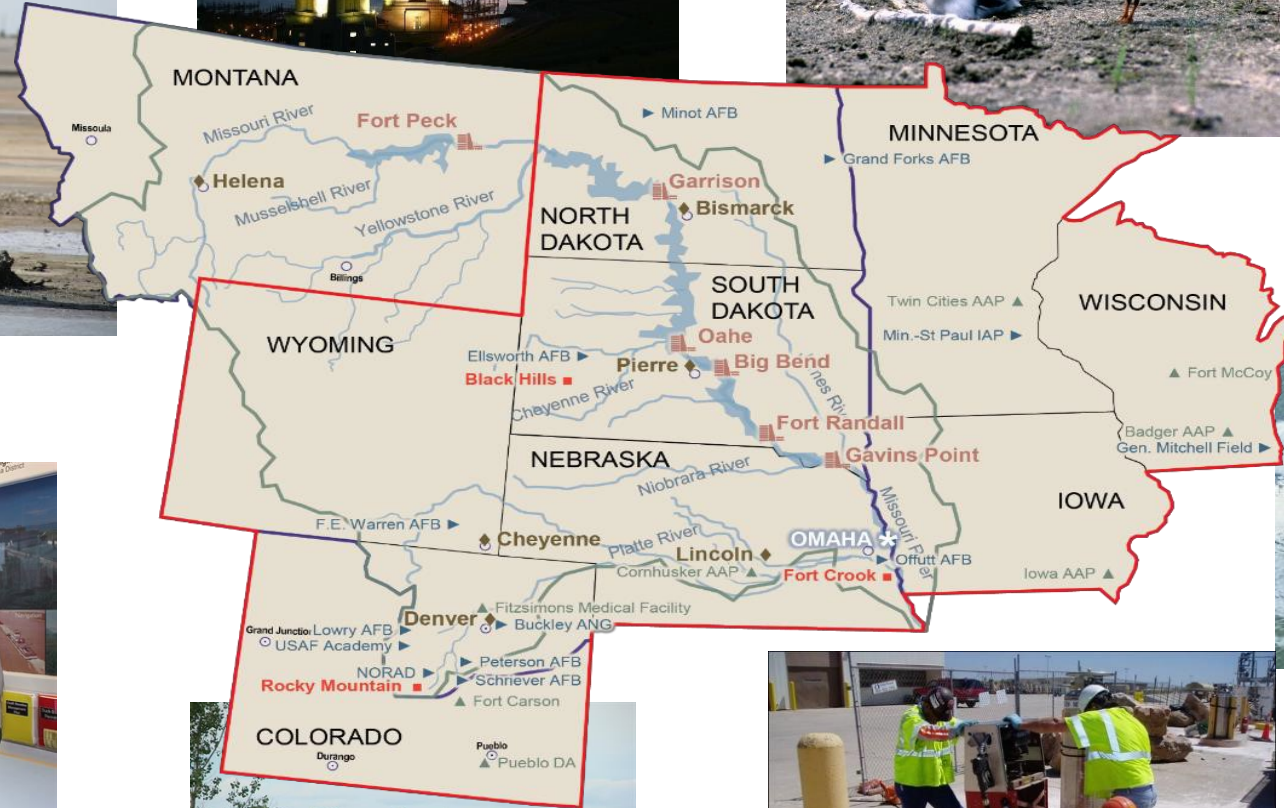 MONTANA
Missoula
Missouri River
Fort Peck
Helena
Musselshell River
Yellowstone River
Billings
Minot AFB
MINNESOTA
Grand Forks AFB
Garrison
Bismarck
NORTH
DAKOTA
SOUTH
DAKOTA
Twin Cities AAP
WISCONSIN
Min.-St Paul IAP
WYOMING
Oahe
Ellsworth AFB
Pierre
Big Bend
Black Hills
Cheyenne River
Fort McCoy
Fort Randall
Badger AAP
Gen. Mitchell Field
NEBRASKA
Gavins Point
Niobrara River
IOWA
Missouri River
F.E. Warren AFB
Cheyenne
Platte River
OMAHA
Lincoln
Offutt AFB
Cornhusker AAP
Fort Crook
Iowa AAP
Fitzsimons Medical Facility
Denver
Buckley ANG
Grand Junctio
Lowry AFB
USAF Academy
Peterson AFB
NORAD
Schriever AFB
Rocky Mountain
Fort Carson
COLORADO
Durango
Pueblo
Pueblo DA